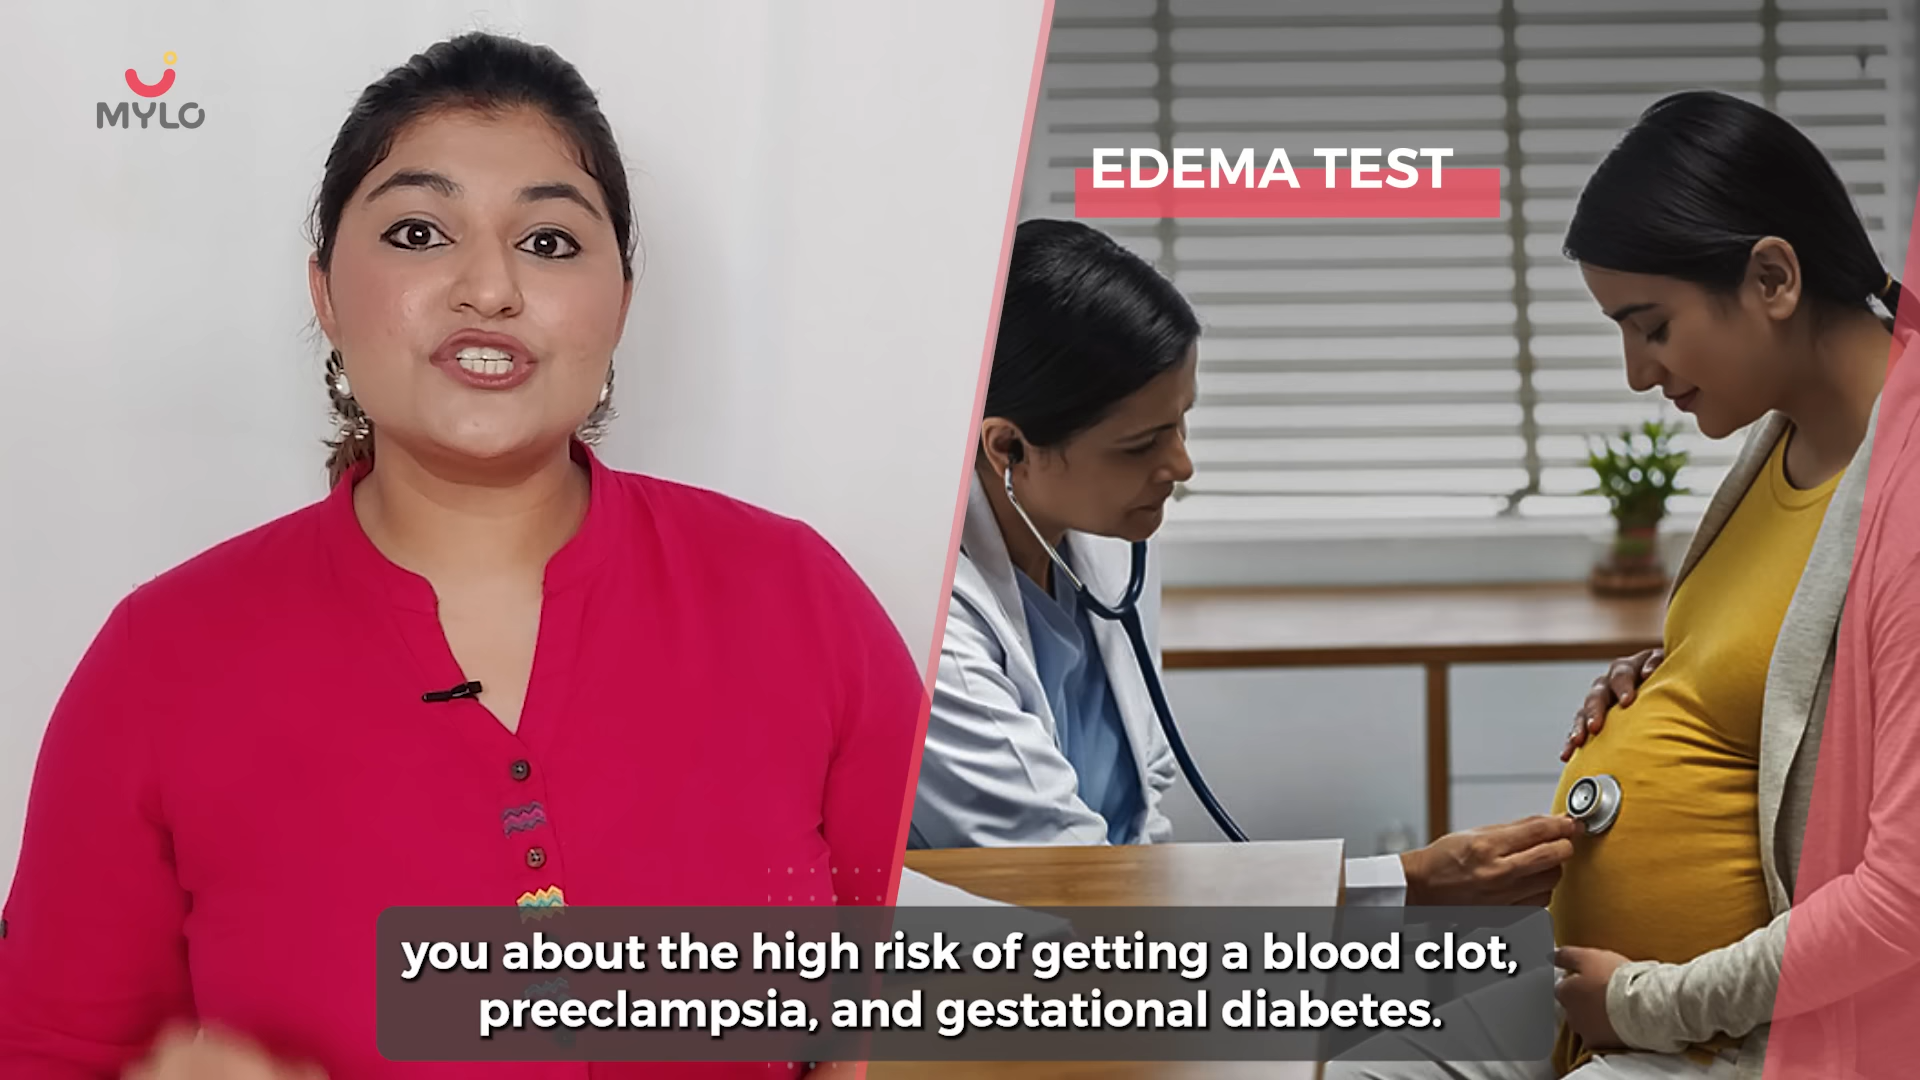 MYLO
EDEMA TEST
you about the high risk of getting a blood clot,
preeclampsia, and gestational diabetes.